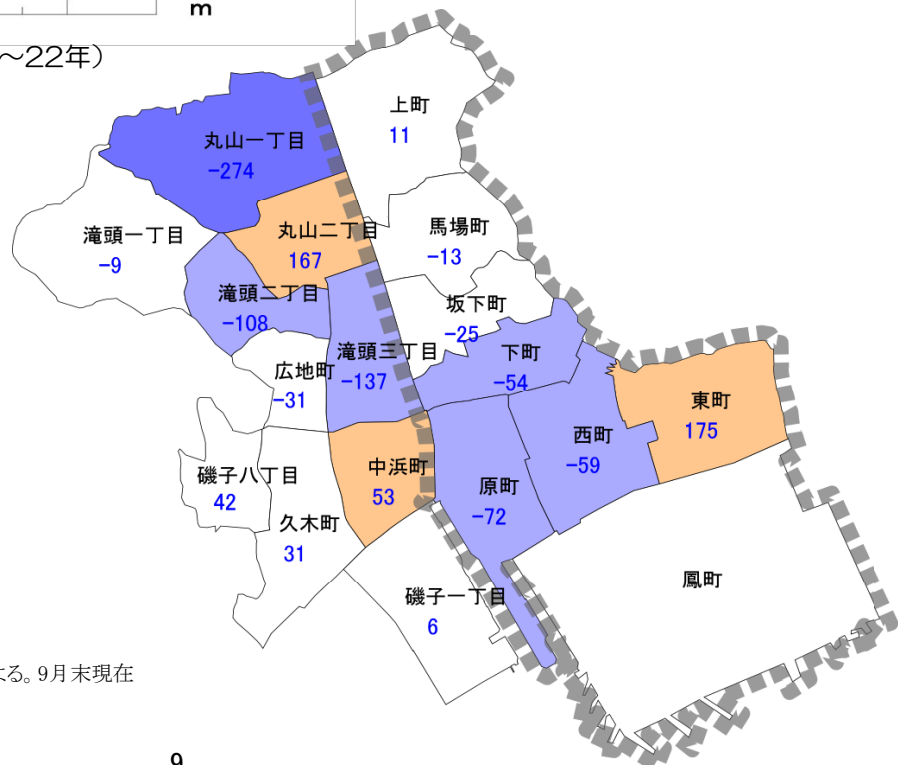 m
～22年）
上町
11
丸山一丁目
-274
滝頭一丁目
-9
丸山二丁目
167
馬場町
-13
滝頭二丁目
-108
坂下町
-25
滝頭三丁目
-137
下町
-54
広地町
-31
東町
175
西町
-59
中浜町
53
磯子八丁目
42
原町
-72
久木町
31
鳳町
磯子一丁目
6
よる。9月末現在
9